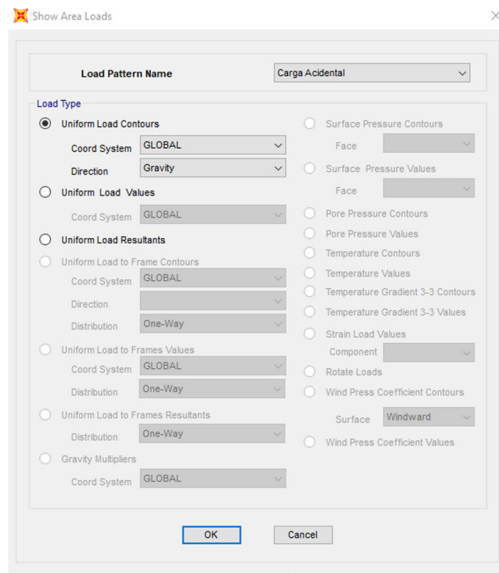 Show Area Loads
Load Pattern Name
Carga Acidental
Load Type
Uniform Load Contours
Coord System
GLOBAL
Direction
Gravity
Uniform Load Values
Coord System
GLOBAL
Uniform Load Resultants
Uniform Load to Frame Contours
Coord System
GLOBAL
Direction
Distribution
One-Way
Uniform Load to Frames Values
Coord System
GLOBAL
Distribution
One-Way
Uniform Load to Frames Resultants
Distribution
One-Way
Gravity Multipliers
Coord System
GLOBAL
Surface Pressure Contours
Face
Surface Pressure Values
Face
Pore Pressure Contours
Pore Pressure Values
Temperature Contours
Temperature Values
Temperature Gradient 3-3 Contours
Temperature Gradient 3-3 Values
Strain Load Values
Component
Rotate Loads
Wind Press Coefficient Contours
Surface
Windward
Wind Press Coefficient Values
OK
Cancel